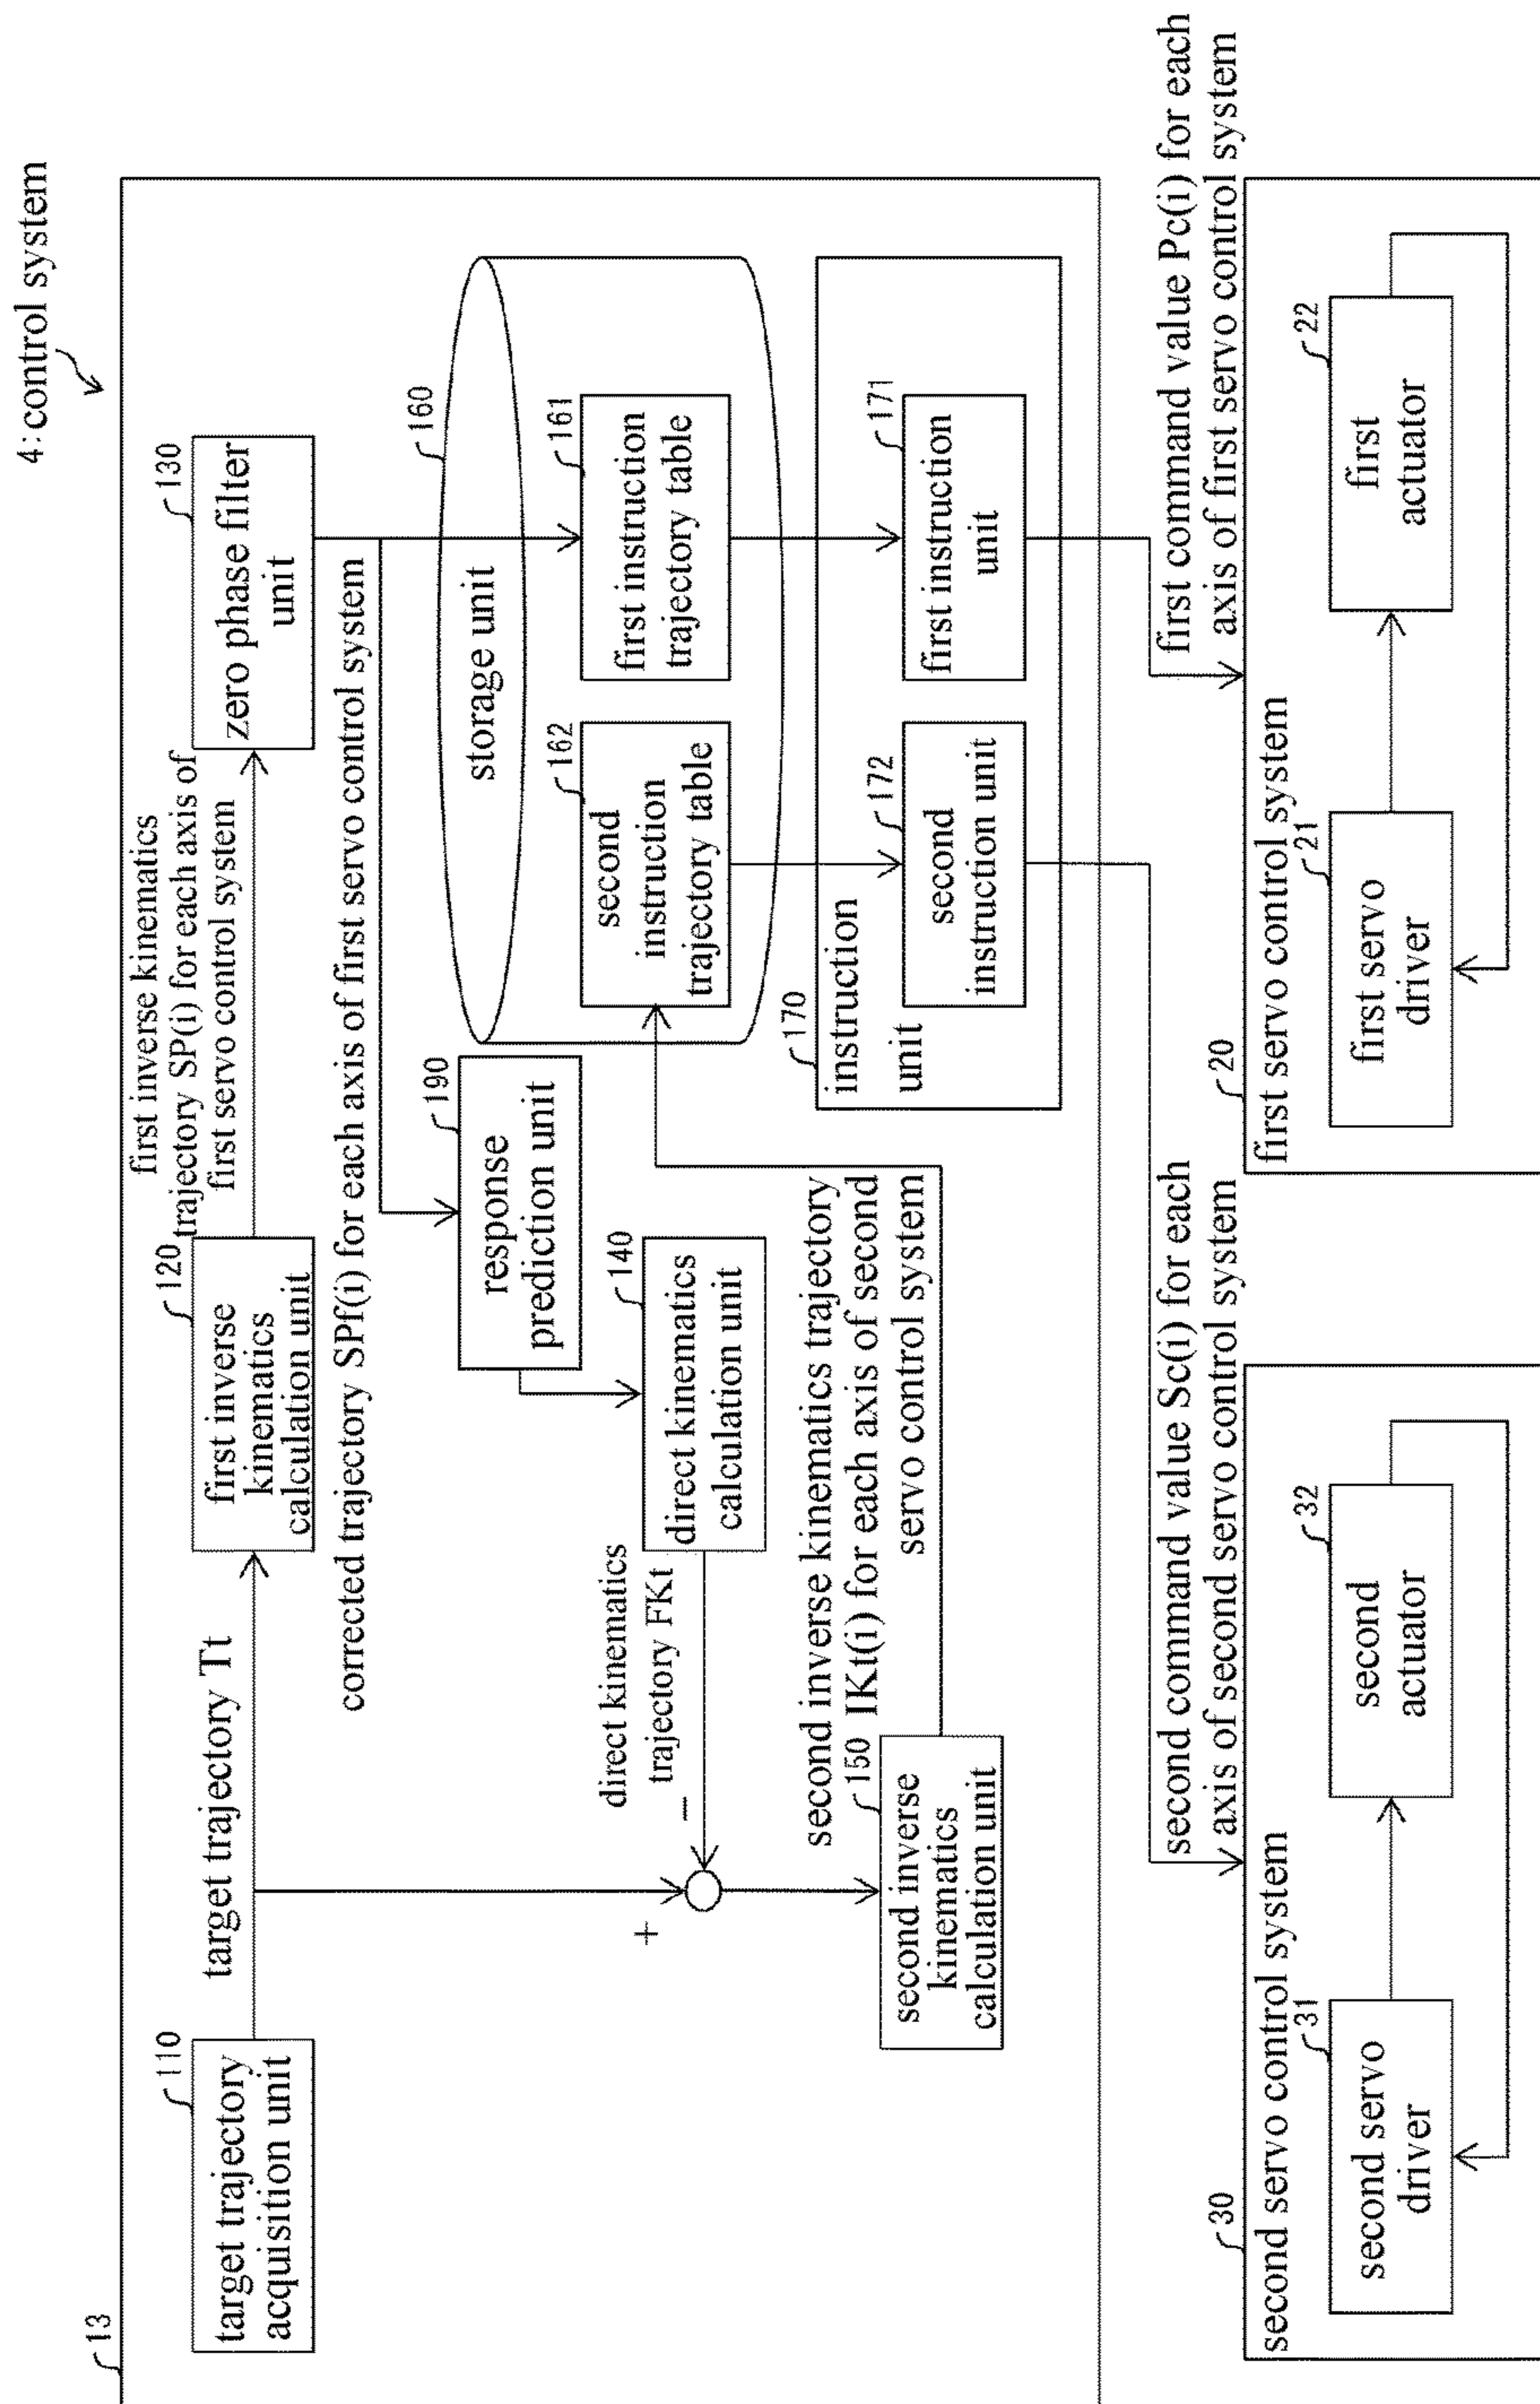 4:control system
13
110
target trajectory
acquisition unit
target trajectory Tt
120
first inverse
kinematics
calculation unit
first inverse kinematics
trajectory SP(i) for each axis of
first servo control system
130
zero phase filter
unit
corrected trajectory SPf(i) for each axis of first servo control system
190
response
prediction unit
140
direct kinematics
calculation unit
direct kinematics
trajectory FKt
−
+
150
second inverse
kinematics
calculation unit
second inverse kinematics trajectory
IKt(i) for each axis of second
servo control system
160
storage unit
162
second
instruction
trajectory table
161
first instruction
trajectory table
170
instruction
unit
172
second
instruction unit
171
first instruction
unit
second command value Sc(i) for each
axis of second servo control system
first command value Pc(i) for each
axis of first servo control system
30
second servo control system
31
second servo
driver
32
second
actuator
20
first servo control system
21
first servo
driver
22
first
actuator